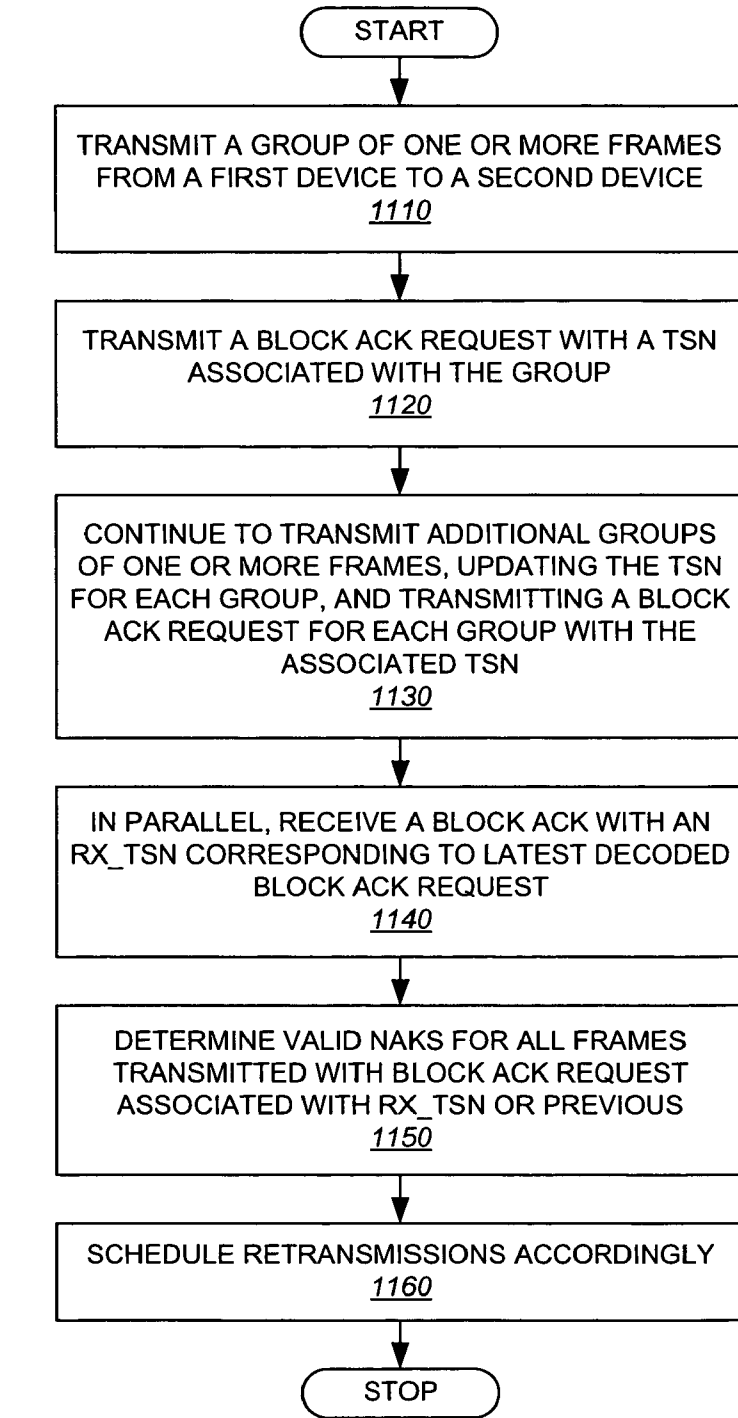 START
TRANSMIT A GROUP OF ONE OR MORE FRAMES
FROM A FIRST DEVICE TO A SECOND DEVICE
1110
TRANSMIT A BLOCK ACK REQUEST WITH A TSN
ASSOCIATED WITH THE GROUP
1120
CONTINUE TO TRANSMIT ADDITIONAL GROUPS
OF ONE OR MORE FRAMES, UPDATING THE TSN
FOR EACH GROUP, AND TRANSMITTING A BLOCK
ACK REQUEST FOR EACH GROUP WITH THE
ASSOCIATED TSN
1130
IN PARALLEL, RECEIVE A BLOCK ACK WITH AN
RX_TSN CORRESPONDING TO LATEST DECODED
BLOCK ACK REQUEST
1140
DETERMINE VALID NAKS FOR ALL FRAMES
TRANSMITTED WITH BLOCK ACK REQUEST
ASSOCIATED WITH RX_TSN OR PREVIOUS
1150
SCHEDULE RETRANSMISSIONS ACCORDINGLY
1160
STOP